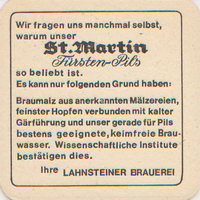 Wir fragen uns manchmal selbst,
warum unser
St. Martin
Fürsten-Pils
so beliebt ist.
Es kann nur folgenden Grund haben:
Braumalz aus anerkannten Mälzereien,
feinster Hopfen verbunden mit kalter
Gärführung und unser gerade für Pils
bestens geeignete, keimfreie Brau-
wasser. Wissenschaftliche Institute
bestätigen dies.
Ihre LAHNSTEINER BRAUEREI